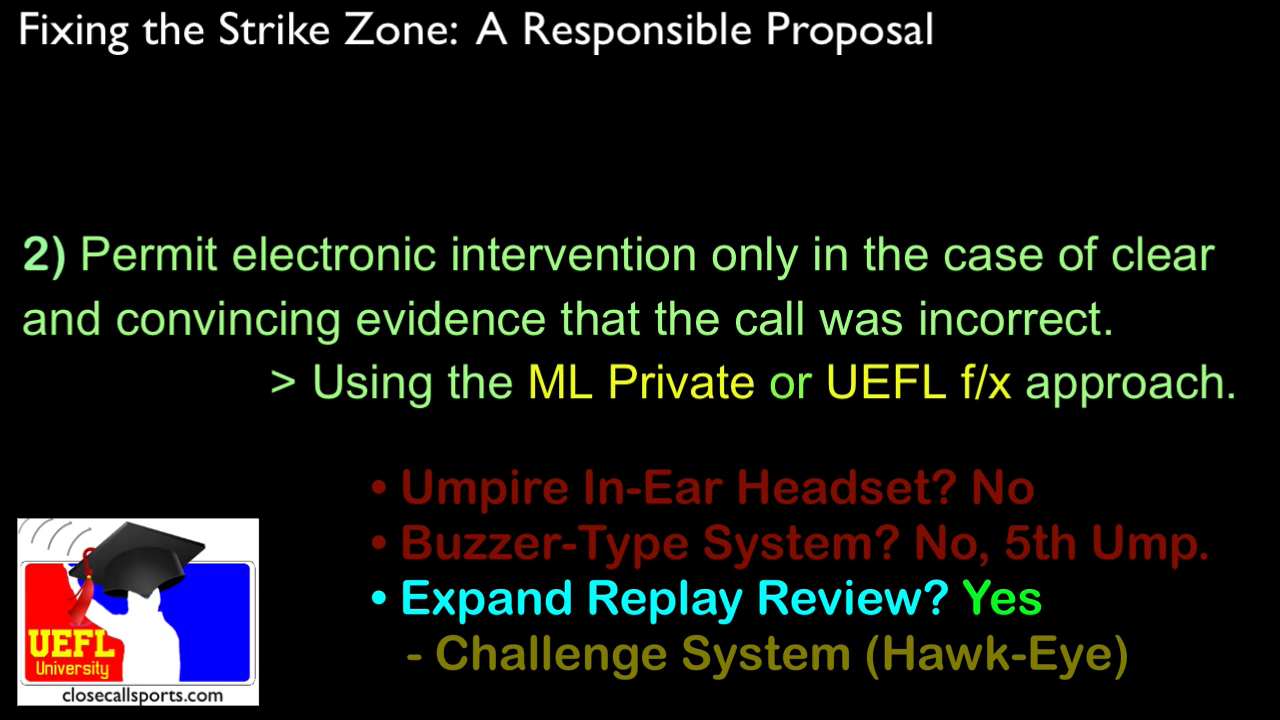 Fixing the Strike Zone: A Responsible Proposal
2) Permit electronic intervention only in the case of clear
and convincing evidence that the call was incorrect.
> Using the ML Private or UEFL f/x approach.
• Umpire In-Ear Headset? No
• Buzzer-Type System? No, 5th Ump.
• Expand Replay Review? Yes
- Challenge System (Hawk-Eye)
UEFL
University
closecallsports.com